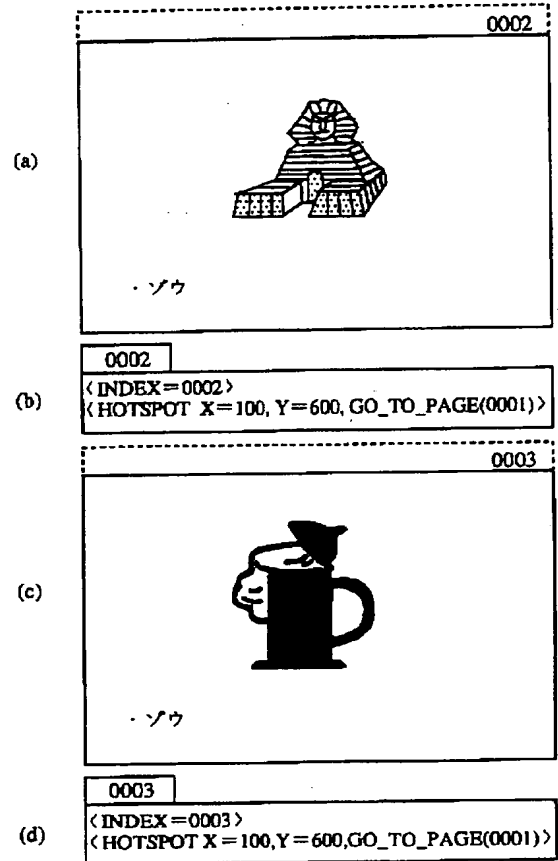 0002
(a)
・ゾウ
0002
(b)
〈INDEX=0002〉
〈HOTSPOT X=100, Y=600, GO_TO_PAGE(0001)〉
0003
(c)
・ゾウ
0003
(d)
〈INDEX=0003〉
〈HOTSPOT X=100,Y=600,GO_TO_PAGE(0001)〉